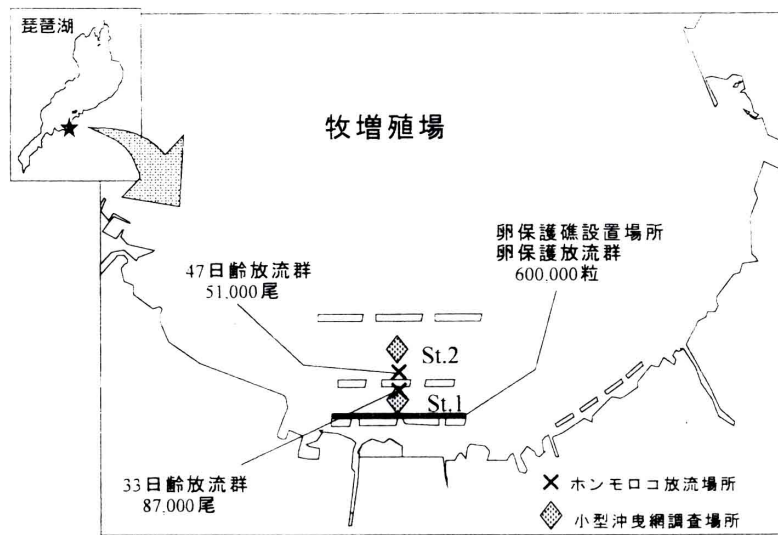 琵琶湖
牧増殖場
卵保護礁設置場所
卵保護放流群
600,000粒
47日齢放流群
51,000尾
St.2
St.1
33日齢放流群
87,000尾
ホンモロコ放流場所
小型沖曳網調査場所